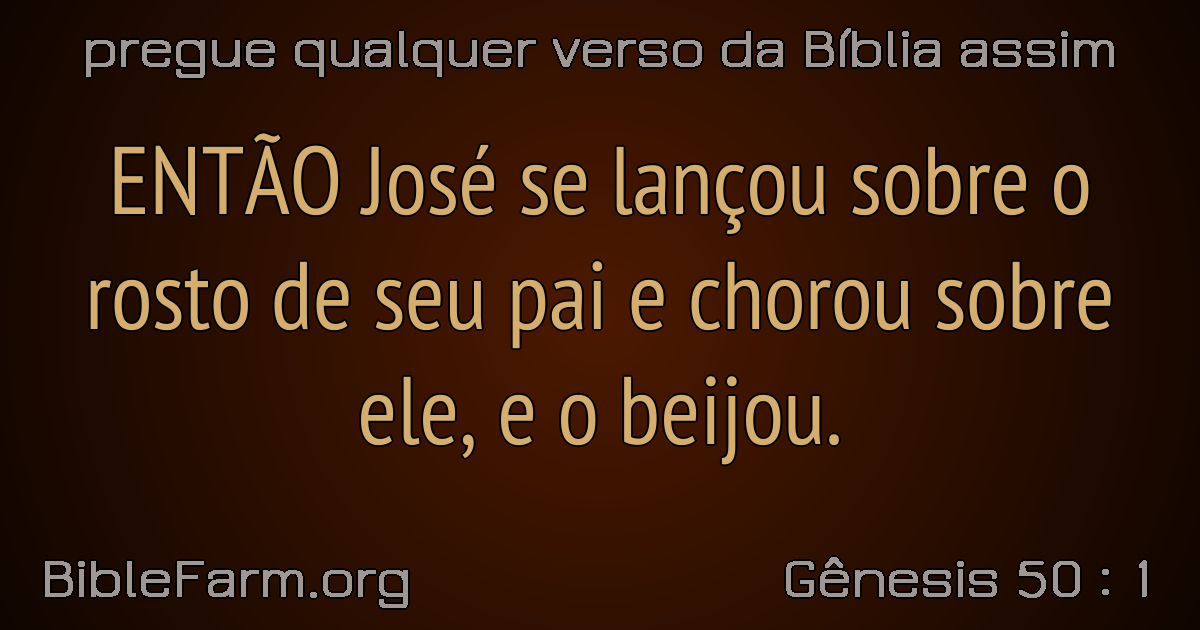 pregue qualquer verso da Bíblia assim
ENTÃO José se lançou sobre o
rosto de seu pai e chorou sobre
ele, e o beijou.
BibleFarm.org
Gênesis 50 : 1